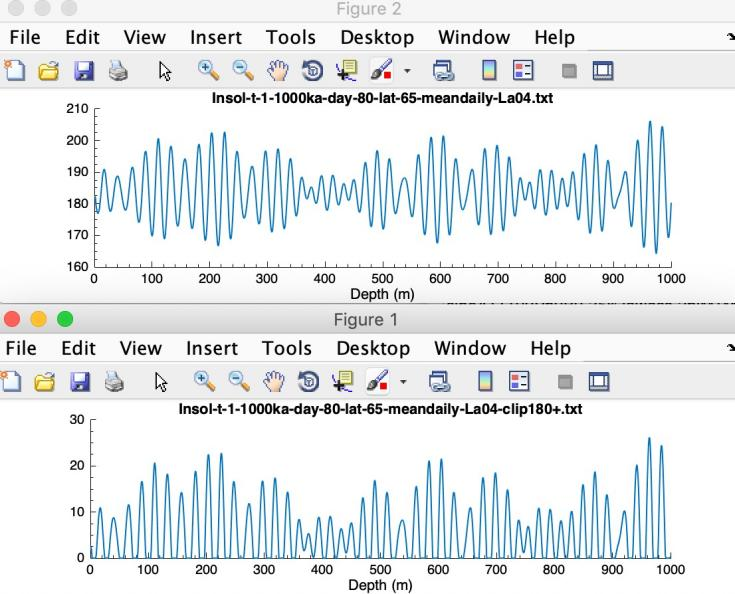 Figure 2
File Edit View Insert Tools Desktop Window Help
Insol-t-1-1000ka-day-80-lat-65-meandaily-La04.txt
210
200
190
180
170
160
0 100 200 300 400 500 600 700 800 900 1000
Depth (m)
Figure 1
File Edit View Insert Tools Desktop Window Help
Insol-t-1-1000ka-day-80-lat-65-meandaily-La04-clip180+.txt
30
20
10
0
0 100 200 300 400 500 600 700 800 900 1000
Depth (m)